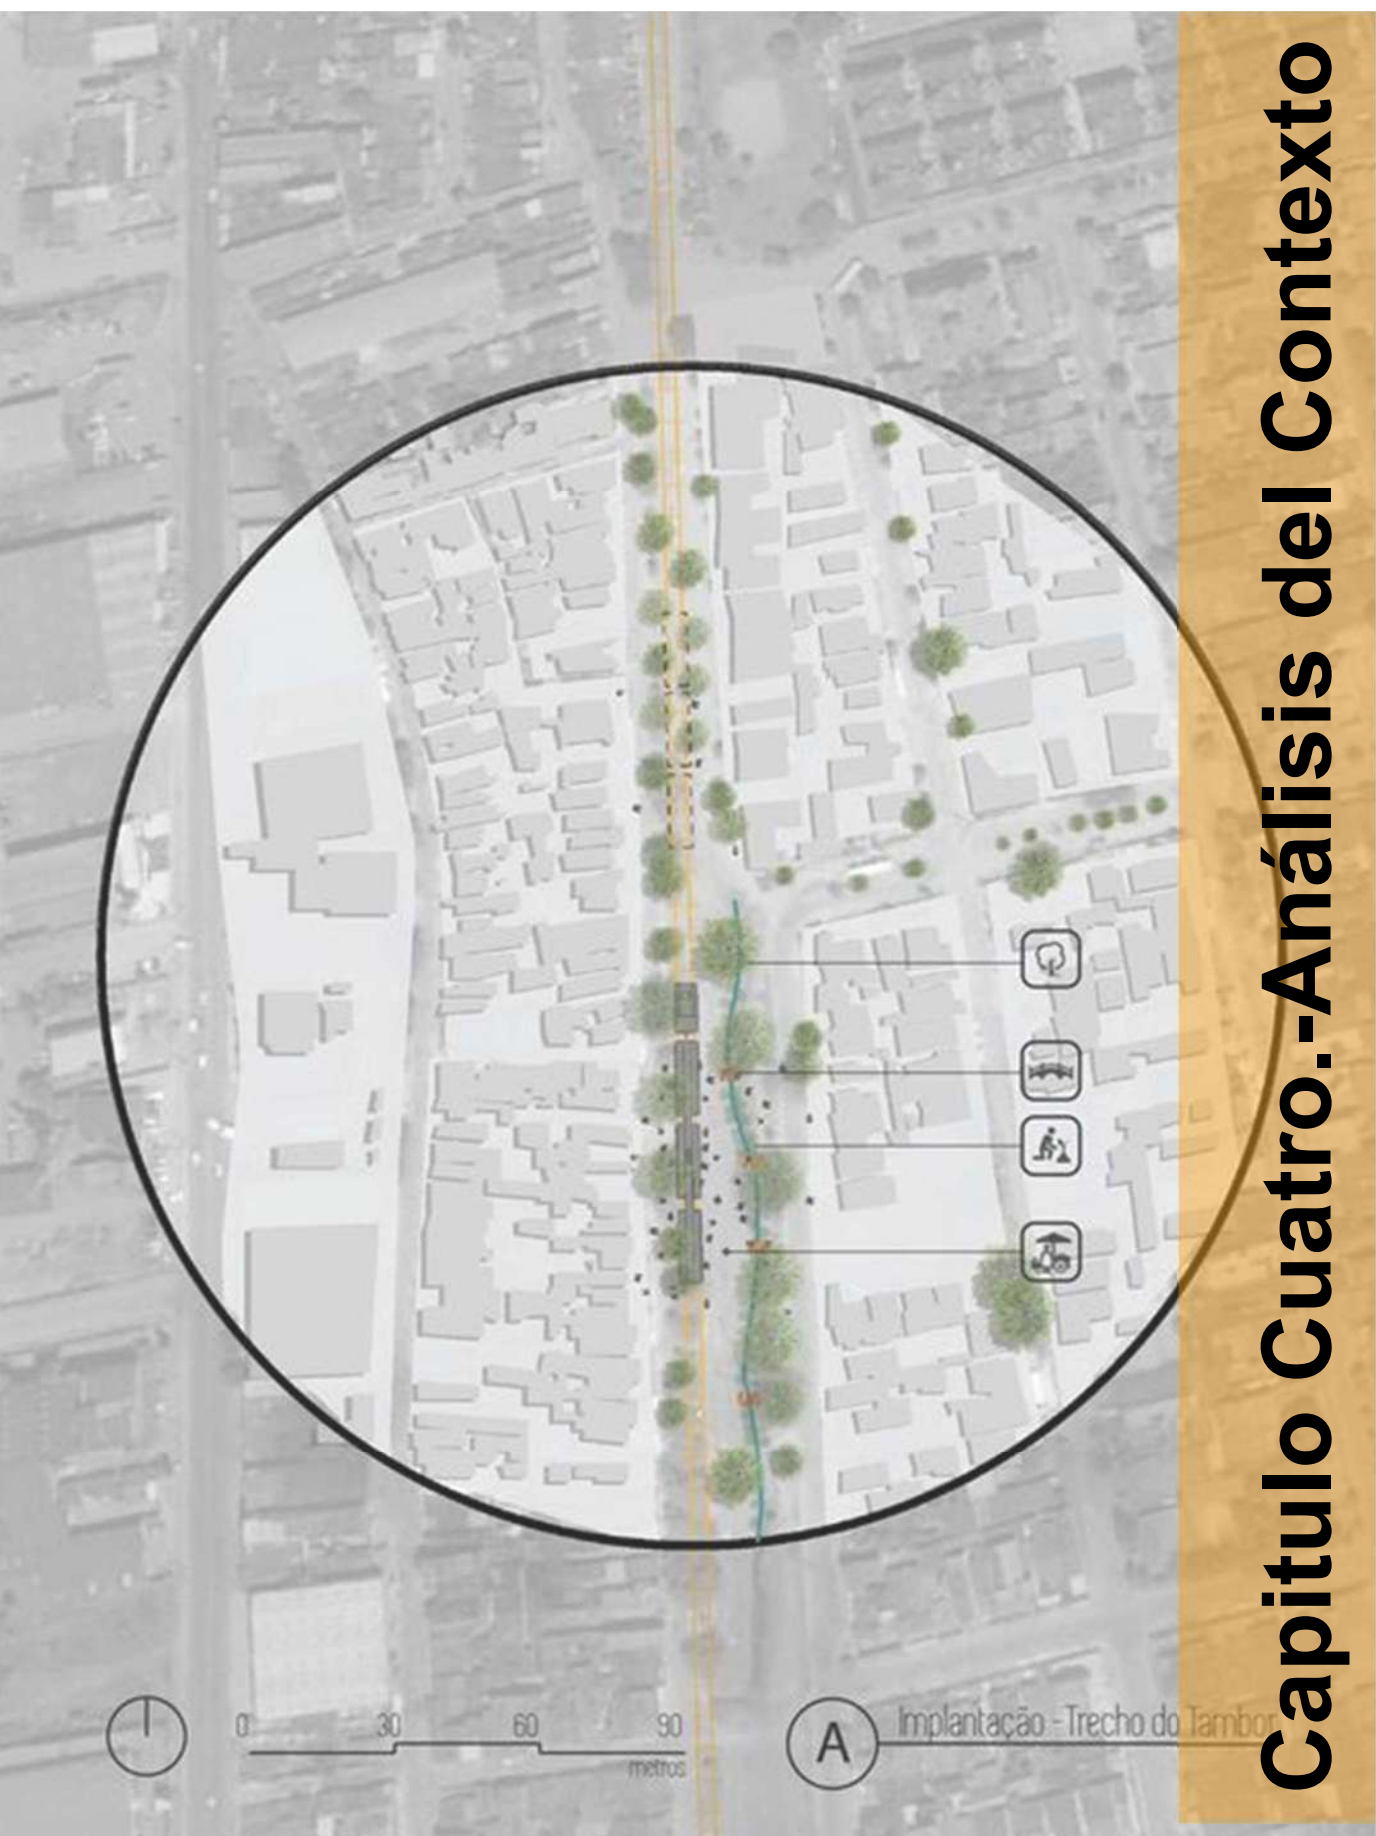 Capitulo Cuatro.-Análisis del Contexto
0 30 60 90
metros
A
Implantação - Trecho do Tambor